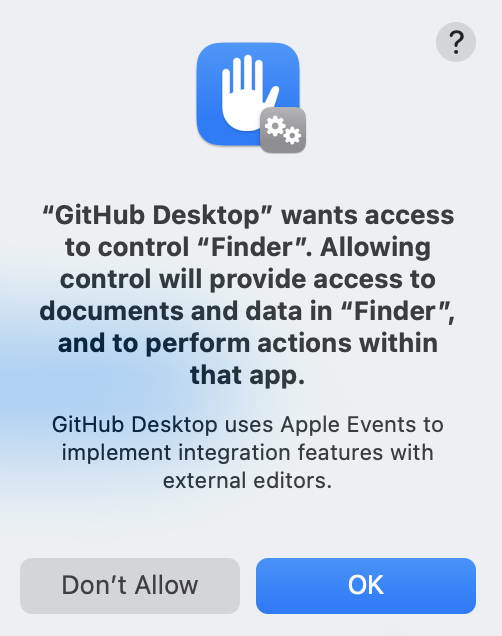 ?
“GitHub Desktop” wants access
to control “Finder”. Allowing
control will provide access to
documents and data in “Finder”,
and to perform actions within
that app.
GitHub Desktop uses Apple Events to
implement integration features with
external editors.
Don’t Allow
OK